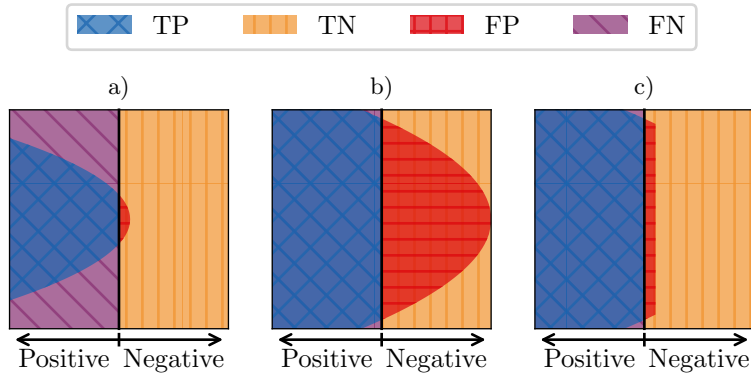 TP TN FP FN
a) b) c)
Positive Negative Positive Negative Positive Negative